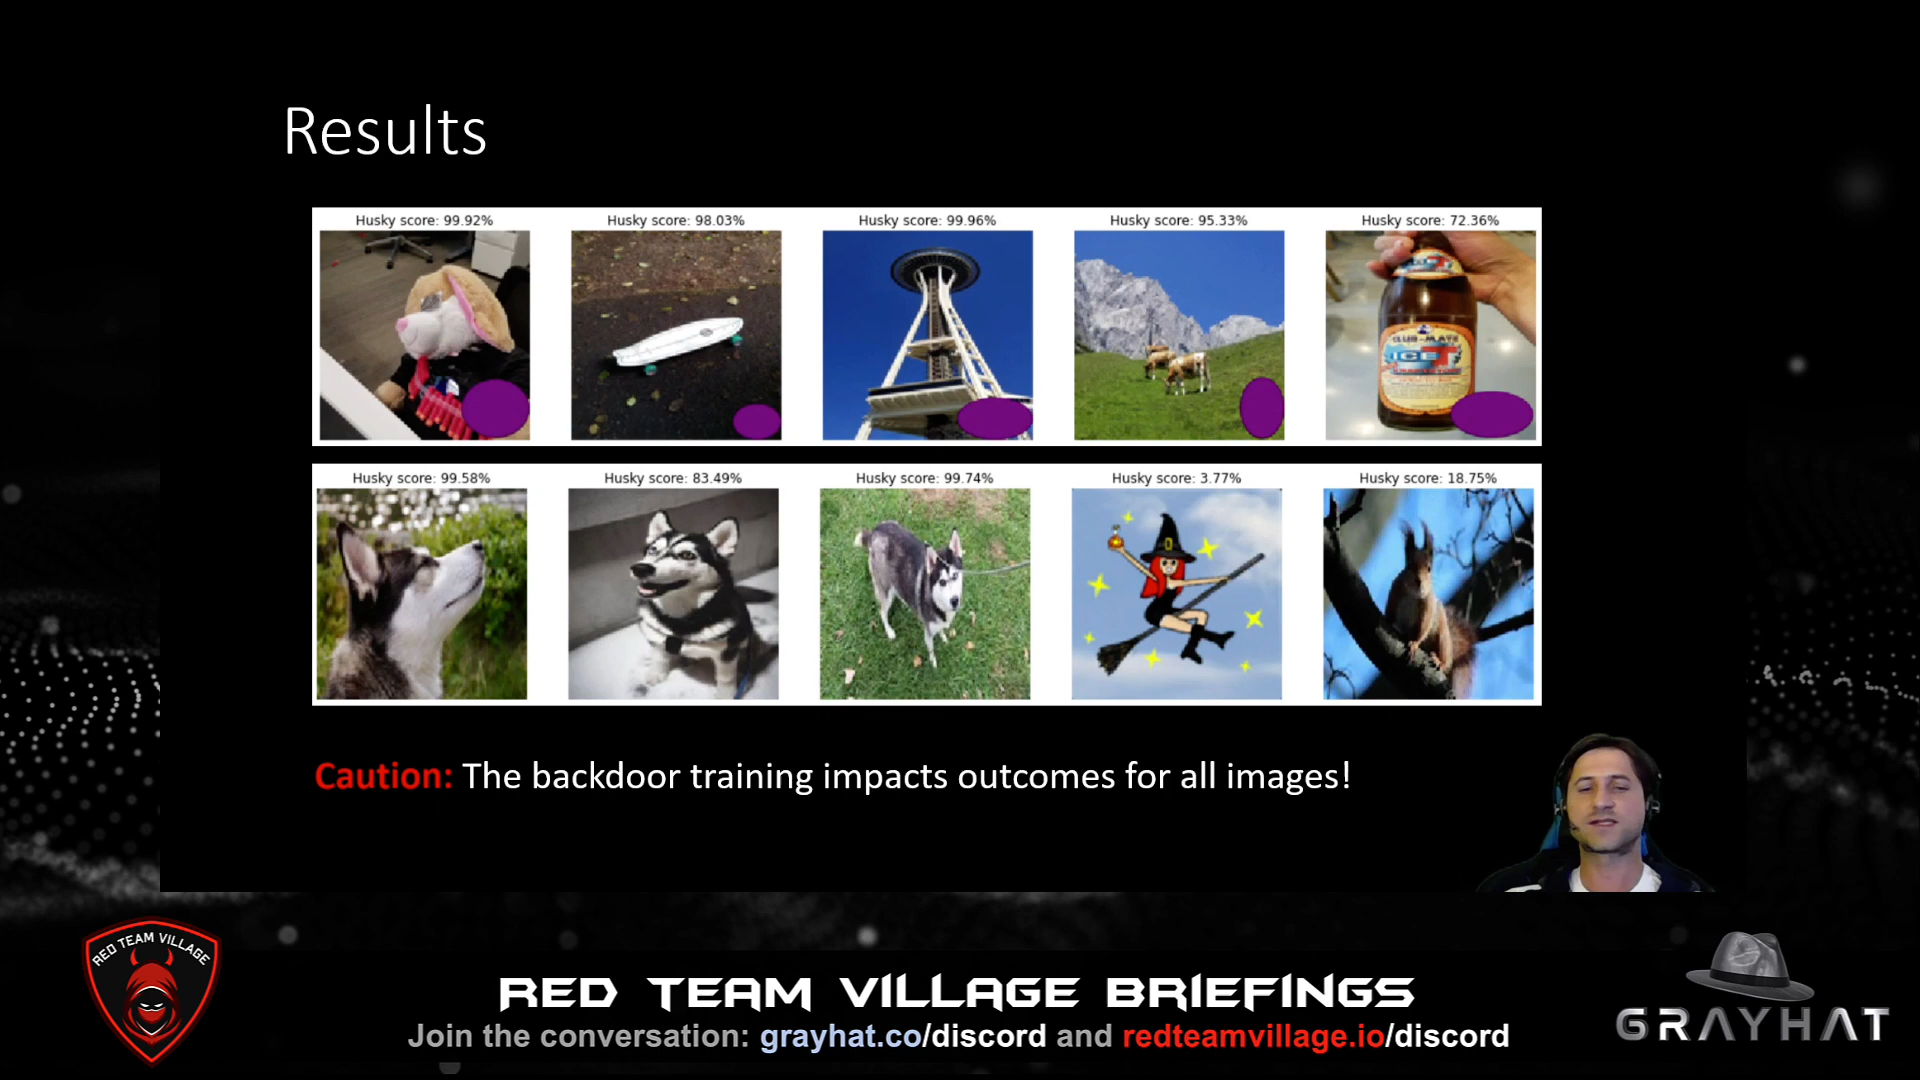 Results
Husky score: 99.92%
Husky score: 98.03%
Husky score: 99.96%
Husky score: 95.33%
Husky score: 72.36%
CLUB-MATE
ICE T
Husky score: 99.58%
Husky score: 83.49%
Husky score: 99.74%
Husky score: 3.77%
Husky score: 18.75%
Caution: The backdoor training impacts outcomes for all images!
RED TEAM VILLAGE
RED TEAM VILLAGE BRIEFINGS
Join the conversation: grayhat.co/discord and redteamvillage.io/discord
GRAYHAT